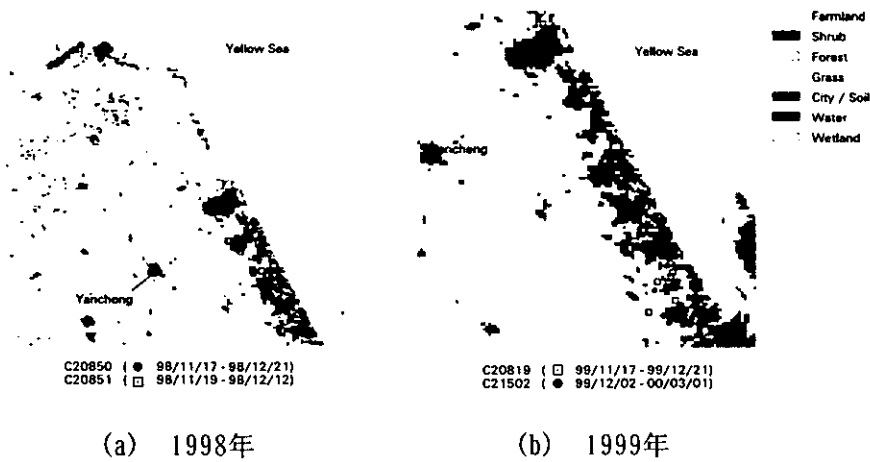 Yellow Sea
Yancheng
C20850 ( ● 98/11/17 - 98/12/21)
C20851 ( □ 98/11/19 - 98/12/12)
(a) 1998年
Yellow Sea
Yancheng
C20819 ( □ 99/11/17 - 99/12/21)
C21502 ( ● 99/12/02 - 00/03/01)
(b) 1999年
Farmland
Shrub
Forest
Grass
City / Soil
Water
Wetland